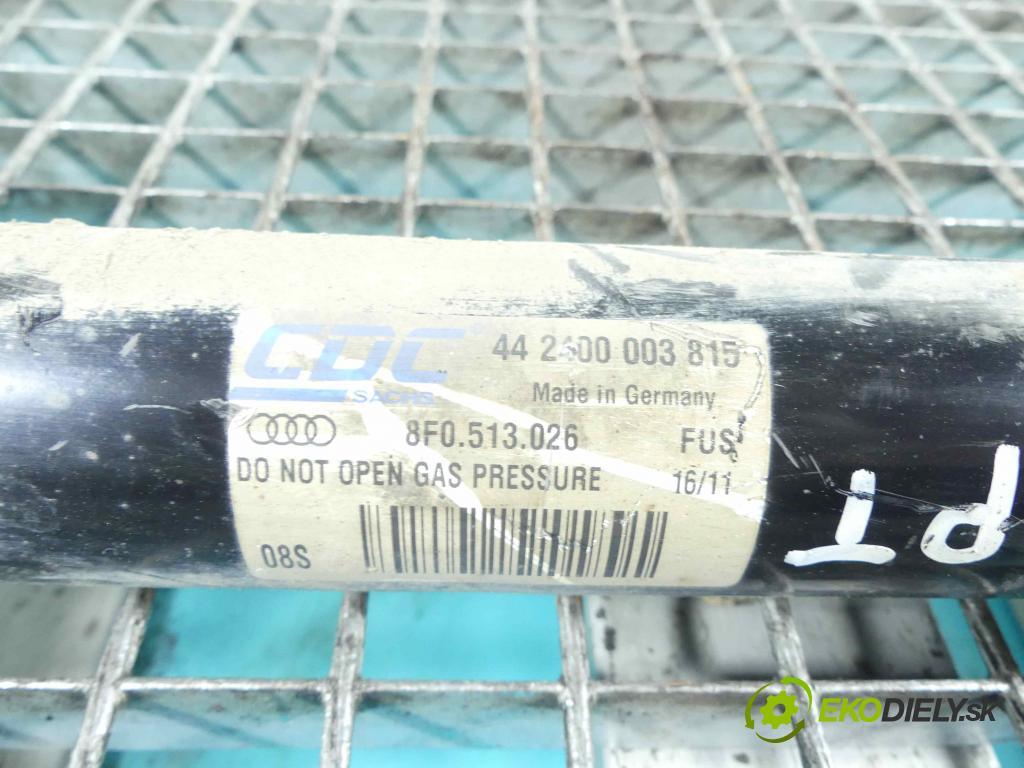 CDC® 44 2400 003 815
SACHS Made in Germany
8F0.513.026 FUS
DO NOT OPEN GAS PRESSURE 16/11
08S
PT
EKODIELY.SK